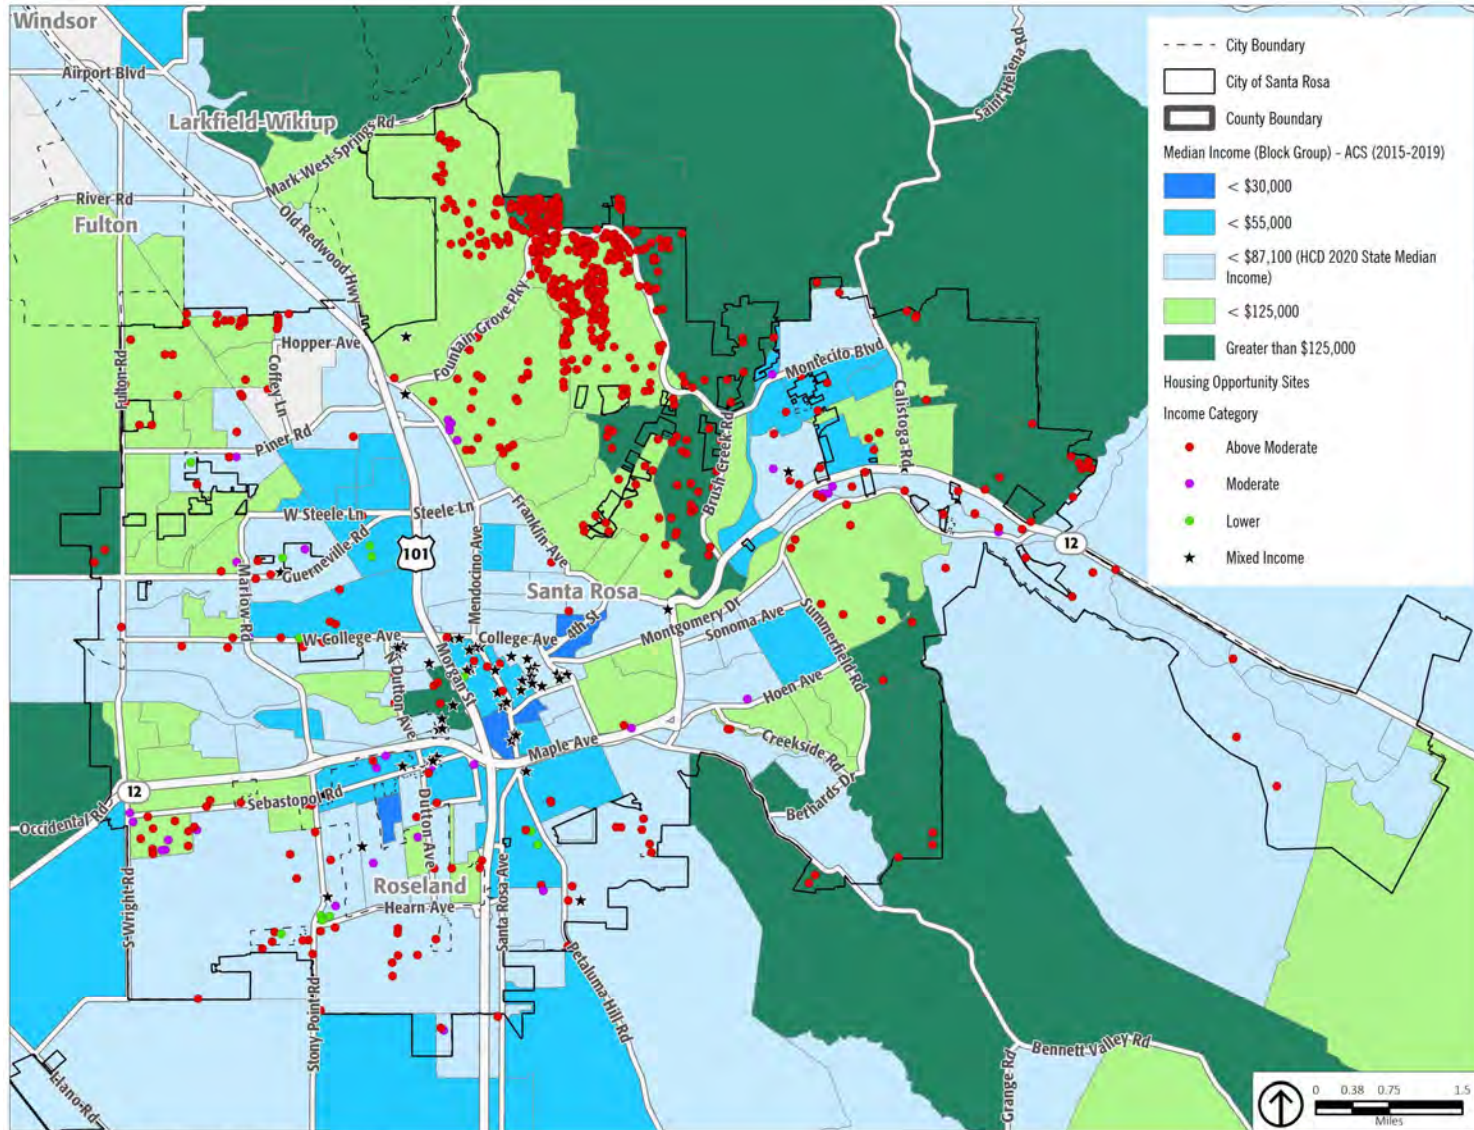 Windsor
Airport Blvd
Larkfield-Wikiup
Mark West Springs Rd
River Rd
Fulton
Old Redwood Hwy
Saint Helena Rd
Fountain Grove Pky
Hopper Ave
Coffey Ln
Fulton Rd
Piner Rd
Montecito Blvd
Calistoga Rd
Brush Creek Rd
W Steele Ln
Steele Ln
Guerneville Rd
101
Mendocino Ave
Franklin Ave
12
Marlow Rd
Santa Rosa
W College Ave
College Ave
4th St
Montgomery Dr
Sonoma Ave
Summerfield Rd
N Dutton Ave
Morgan St
Hoen Ave
Maple Ave
Creekside Rd
Bethards Dr
12
Occidental Rd
Sebastopol Rd
Dutton Ave
S Wright Rd
Roseland
Hearn Ave
Santa Rosa Ave
Petaluma Hill Rd
Stony Point Rd
Llano Rd
Grange Rd
Bennett Valley Rd
City Boundary
City of Santa Rosa
County Boundary
Median Income (Block Group) - ACS (2015-2019)
< $30,000
< $55,000
< $87,100 (HCD 2020 State Median
Income)
< $125,000
Greater than $125,000
Housing Opportunity Sites
Income Category
Above Moderate
Moderate
Lower
Mixed Income
0 0.38 0.75 1.5
Miles